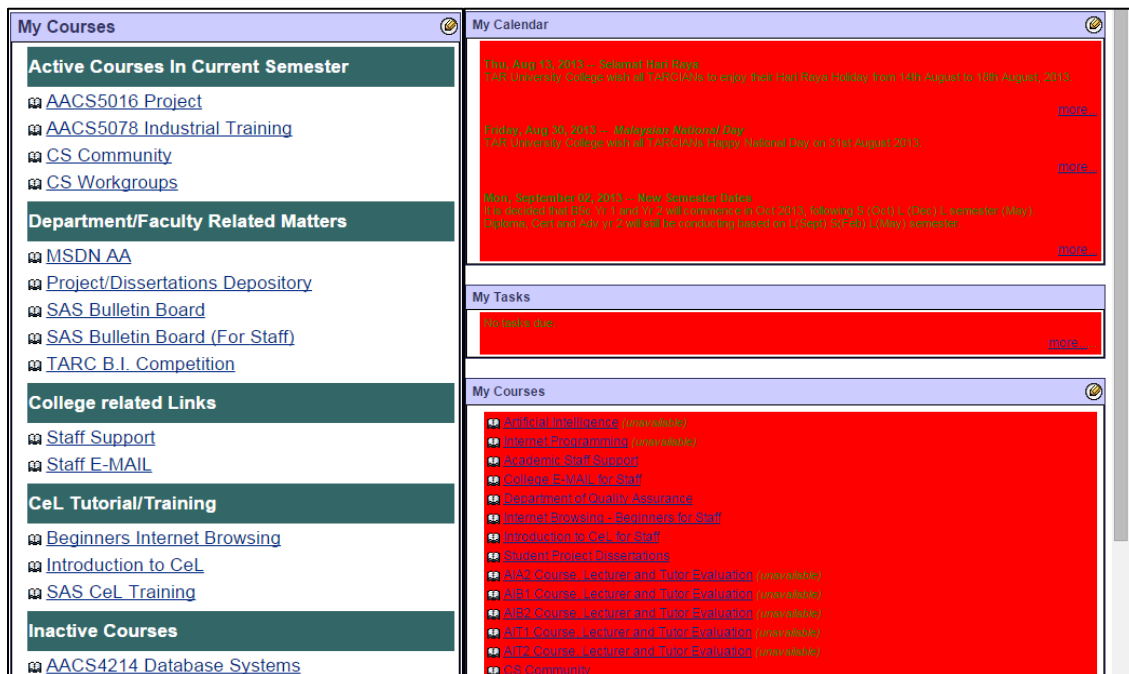 My Courses
Active Courses In Current Semester
AACS5016 Project
AACS5078 Industrial Training
CS Community
CS Workgroups
Department/Faculty Related Matters
MSDN AA
Project/Dissertations Depository
SAS Bulletin Board
SAS Bulletin Board (For Staff)
TARC B.I. Competition
College related Links
Staff Support
Staff E-MAIL
CeL Tutorial/Training
Beginners Internet Browsing
Introduction to CeL
SAS CeL Training
Inactive Courses
AACS4214 Database Systems
My Calendar
Thu, Aug 13, 2013 -- Selamat Hari Raya
TAR University College wish all TARCIANs to enjoy their Hari Raya Holiday from 14th August to 18th August, 2013.
more...
Friday, Aug 30, 2013 -- Malaysian National Day
TAR University College wish all TARCIANs Happy National Day on 31st August 2013.
more...
Mon, September 02, 2013 -- New Semester Dates
It is decided that BSc Yr 1 and Yr 2 will commence in Oct 2013, following S (Oct) L (Dec) L semester (May).
Diploma, Cert and Adv yr 2 will still be conducting based on L(Sept) S(Feb) L(May) semester
more...
My Tasks
No tasks due.
more...
My Courses
Artificial Intelligence (unavailable)
Internet Programming (unavailable)
Academic Staff Support
College E-MAIL for Staff
Department of Quality Assurance
Internet Browsing - Beginners for Staff
Introduction to CeL for Staff
Student Project Dissertations
AIA2 Course, Lecturer and Tutor Evaluation (unavailable)
AIB1 Course, Lecturer and Tutor Evaluation (unavailable)
AIB2 Course, Lecturer and Tutor Evaluation (unavailable)
AIT1 Course, Lecturer and Tutor Evaluation (unavailable)
AIT2 Course, Lecturer and Tutor Evaluation (unavailable)
CS Community